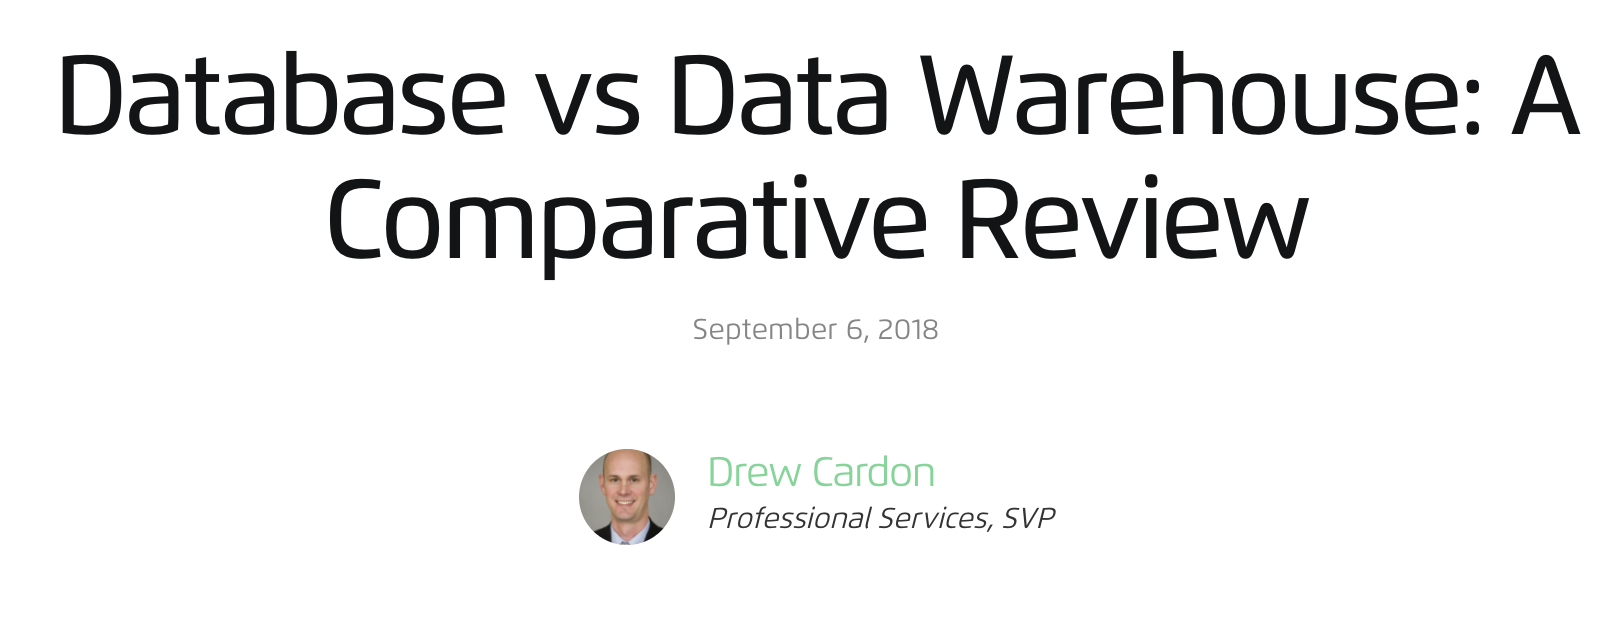 Database vs Data Warehouse: A
Comparative Review
September 6, 2018
Drew Cardon
Professional Services, SVP